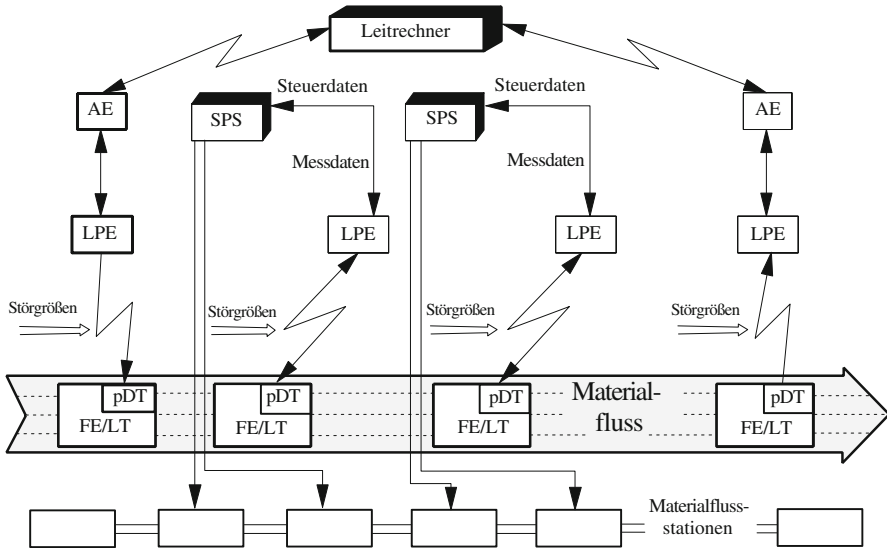 Leitrechner
Steuerdaten
Steuerdaten
AE
SPS
SPS
AE
Messdaten
Messdaten
LPE
LPE
LPE
LPE
Störgrößen
Störgrößen
Störgrößen
Störgrößen
pDT
pDT
pDT
Material-
pDT
FE/LT
FE/LT
FE/LT
fluss
FE/LT
Materialfluss-
stationen